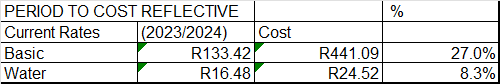 PERIOD TO COST REFLECTIVE %
Current Rates (2023/2024) Cost
Basic R133.42 R441.09 27.0%
Water R16.48 R24.52 8.3%